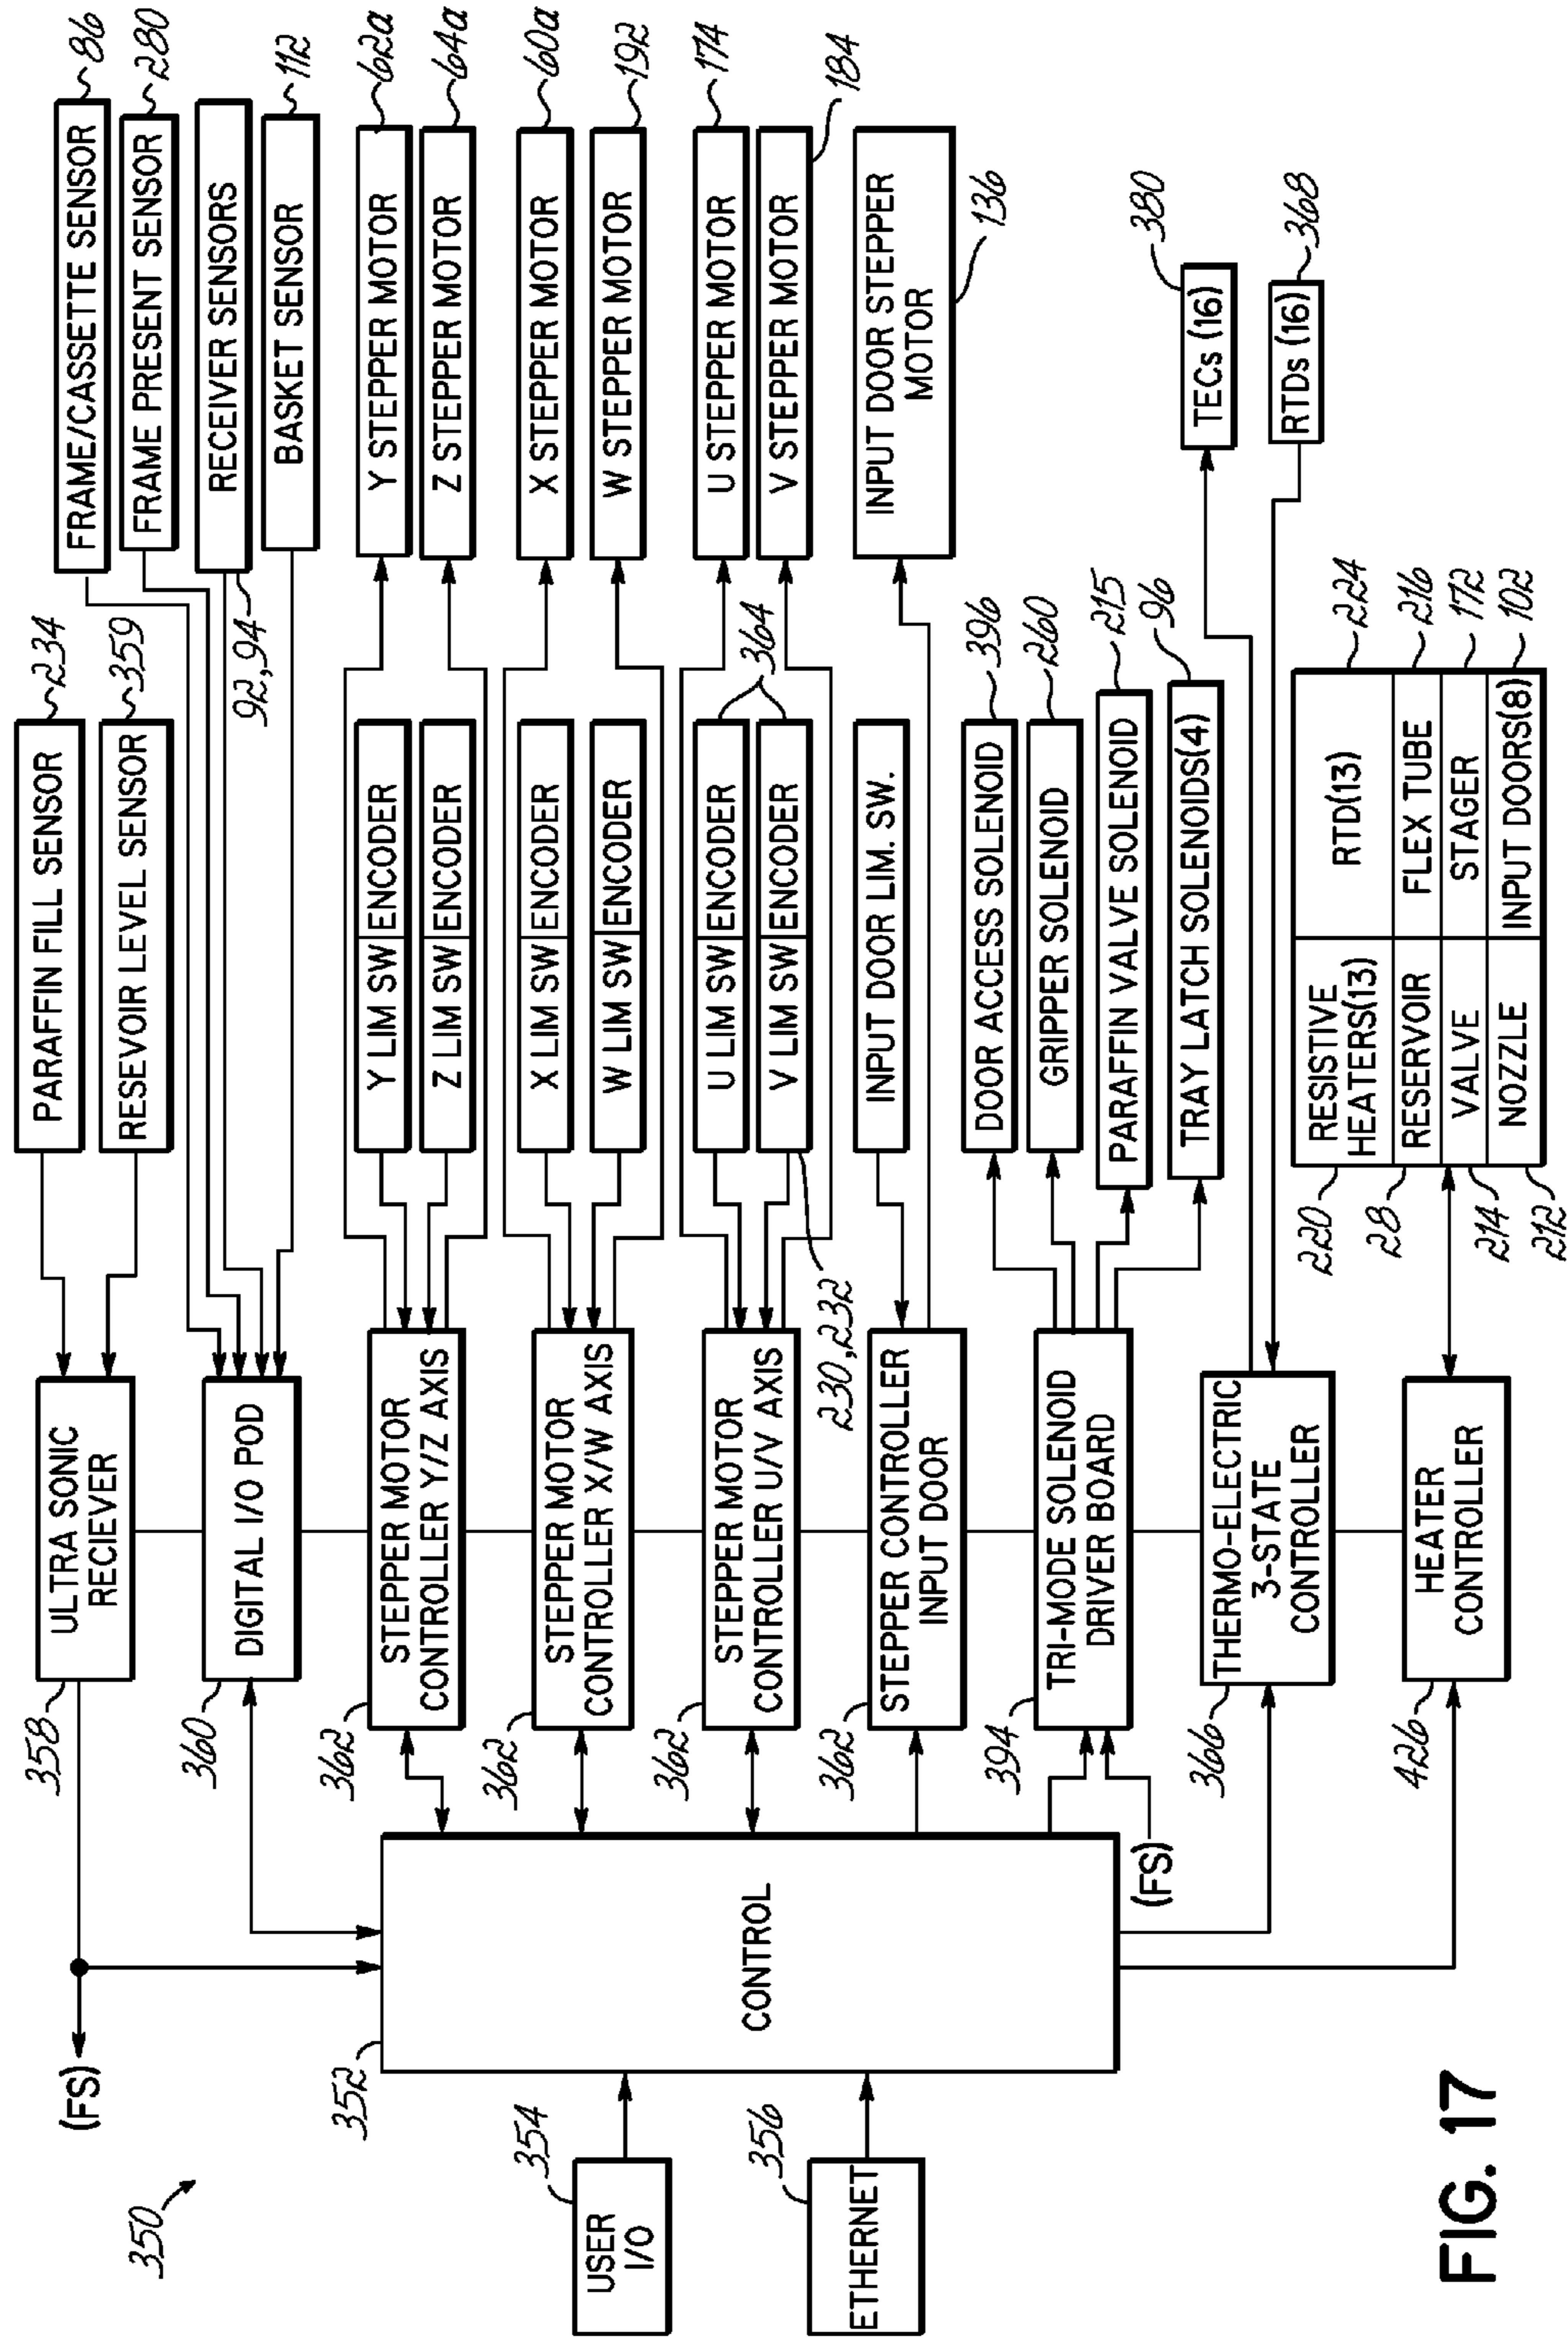 350
(FS)
352
CONTROL
354
USER
I/O
356
ETHERNET
(FS)
358
ULTRA SONIC
RECIEVER
360
DIGITAL I/O POD
362
STEPPER MOTOR
CONTROLLER Y/Z AXIS
362
STEPPER MOTOR
CONTROLLER X/W AXIS
362
STEPPER MOTOR
CONTROLLER U/V AXIS
362
STEPPER CONTROLLLER
INPUT DOOR
394
TRI-MODE SOLENOID
DRIVER BOARD
366
THERMO-ELECTRIC
3-STATE
CONTROLLER
426
HEATER
CONTROLLER
PARAFFIN FILL SENSOR
234
RESEVOIR LEVEL SENSOR
359
FRAME/CASSETTE SENSOR
86
FRAME PRESENT SENSOR
280
RECEIVER SENSORS
92, 94
BASKET SENSOR
112
Y LIM SW ENCODER
Z LIM SW ENCODER
Y STEPPER MOTOR
62a
Z STEPPER MOTOR
64a
X LIM SW ENCODER
W LIM SW ENCODER
X STEPPER MOTOR
60a
W STEPPER MOTOR
192
U LIM SW ENCODER
V LIM SW ENCODER
364
230, 232
U STEPPER MOTOR
174
V STEPPER MOTOR
184
INPUT DOOR LIM. SW.
INPUT DOOR STEPPER
MOTOR
136
DOOR ACCESS SOLENOID
396
GRIPPER SOLENOID
260
PARAFFIN VALVE SOLENOID
215
TRAY LATCH SOLENOIDS(4)
96
TECs (16)
380
RTDs (16)
368
220
RESISTIVE
HEATERS(13)
RTD(13)
224
28
RESERVOIR
FLEX TUBE
216
214
VALVE
STAGER
172
212
NOZZLE
INPUT DOORS(8)
102
FIG. 17